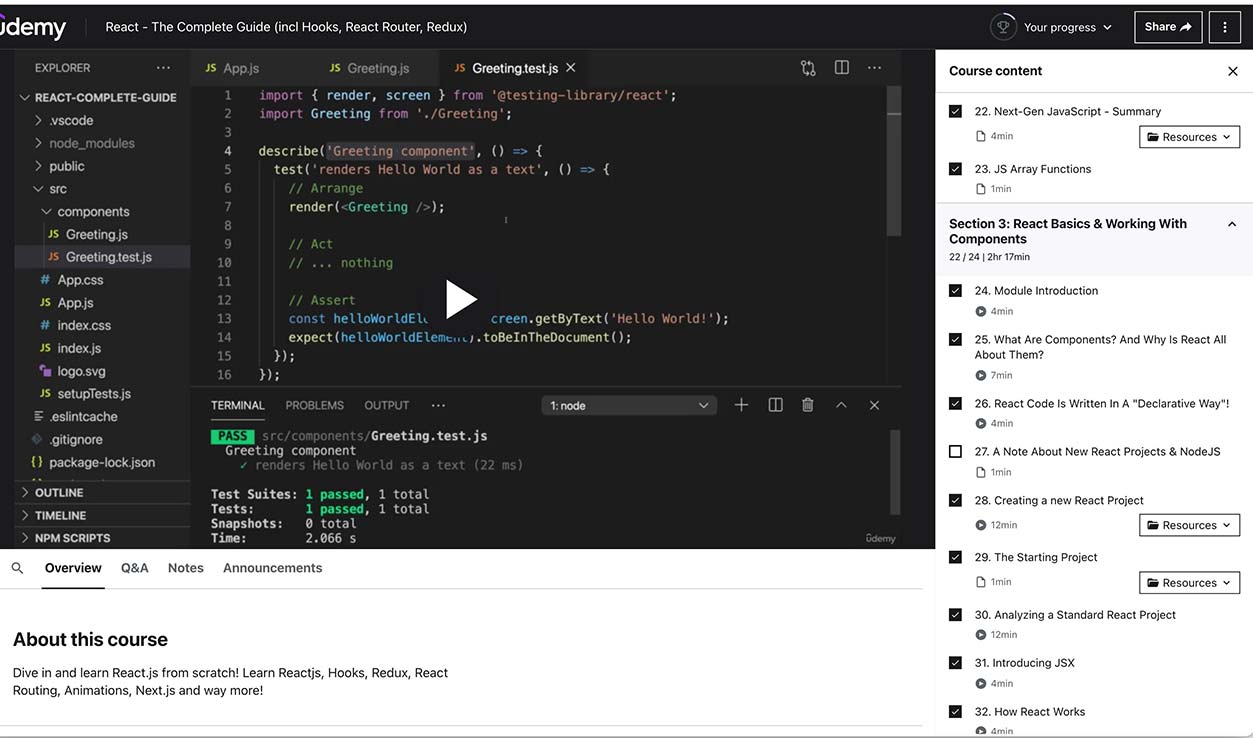 ûdemy
React - The Complete Guide (incl Hooks, React Router, Redux)
Your progress
Share
EXPLORER
REACT-COMPLETE-GUIDE
.vscode
node_modules
public
src
components
JS Greeting.js
JS Greeting.test.js
# App.css
JS App.js
# index.css
JS index.js
logo.svg
JS setupTests.js
.eslintcache
.gitignore
{} package-lock.json
OUTLINE
TIMELINE
NPM SCRIPTS
JS App.js
JS Greeting.js
JS Greeting.test.js
1 import { render, screen } from '@testing-library/react';
2 import Greeting from './Greeting';
3
4 describe('Greeting component', () => {
5 test('renders Hello World as a text', () => {
6 // Arrange
7 render(<Greeting />);
8
9 // Act
10 // ... nothing
11
12 // Assert
13 const helloWorldEl creen.getByText('Hello World!');
14 expect(helloWorldElement).toBeInTheDocument();
15 });
16 });
TERMINAL PROBLEMS OUTPUT ...
1: node
PASS src/components/Greeting.test.js
Greeting component
✓ renders Hello World as a text (22 ms)
Test Suites: 1 passed, 1 total
Tests: 1 passed, 1 total
Snapshots: 0 total
Time: 2.066 s
ûdemy
Overview Q&A Notes Announcements
About this course
Dive in and learn React.js from scratch! Learn Reactjs, Hooks, Redux, React
Routing, Animations, Next.js and way more!
Course content
22. Next-Gen JavaScript - Summary
4min
Resources
23. JS Array Functions
1min
Section 3: React Basics & Working With
Components
22 / 24 | 2hr 17min
24. Module Introduction
4min
25. What Are Components? And Why Is React All
About Them?
7min
26. React Code Is Written In A "Declarative Way"!
4min
27. A Note About New React Projects & NodeJS
1min
28. Creating a new React Project
12min
Resources
29. The Starting Project
1min
Resources
30. Analyzing a Standard React Project
12min
31. Introducing JSX
4min
32. How React Works
4min